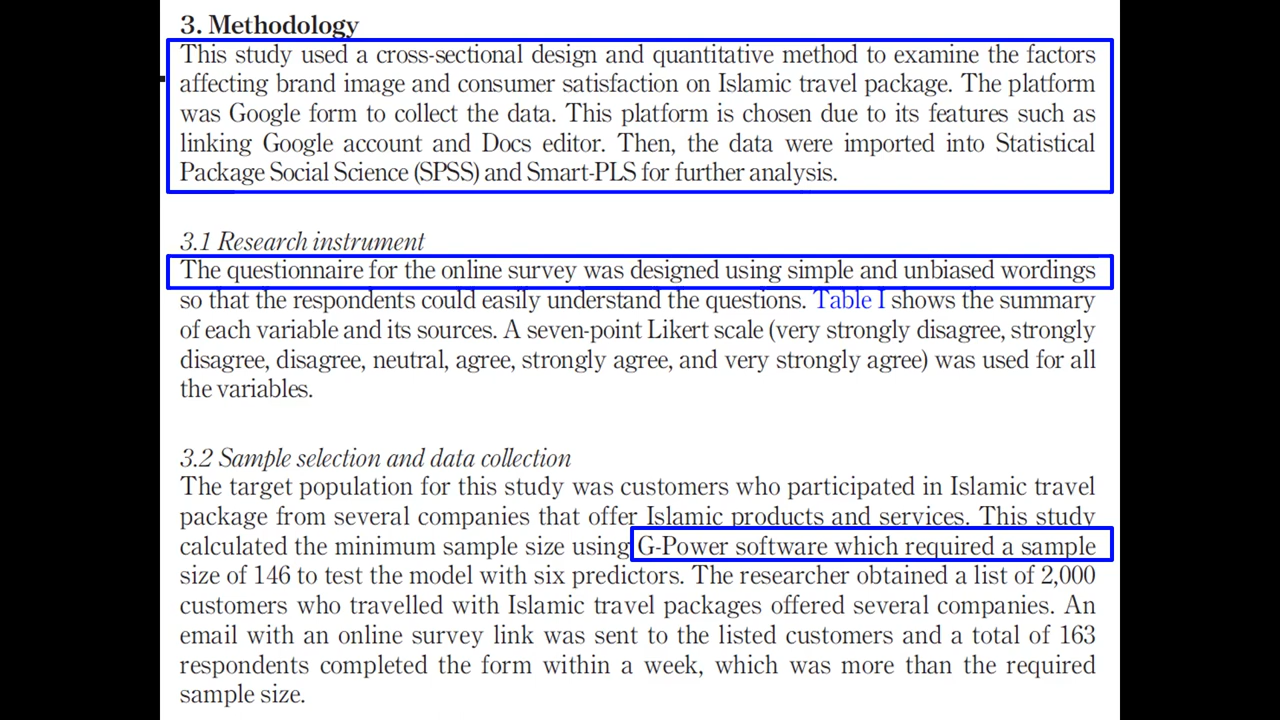 3. Methodology
This study used a cross-sectional design and quantitative method to examine the factors
affecting brand image and consumer satisfaction on Islamic travel package. The platform
was Google form to collect the data. This platform is chosen due to its features such as
linking Google account and Docs editor. Then, the data were imported into Statistical
Package Social Science (SPSS) and Smart-PLS for further analysis.
3.1 Research instrument
The questionnaire for the online survey was designed using simple and unbiased wordings
so that the respondents could easily understand the questions. Table I shows the summary
of each variable and its sources. A seven-point Likert scale (very strongly disagree, strongly
disagree, disagree, neutral, agree, strongly agree, and very strongly agree) was used for all
the variables.
3.2 Sample selection and data collection
The target population for this study was customers who participated in Islamic travel
package from several companies that offer Islamic products and services. This study
calculated the minimum sample size using G-Power software which required a sample
size of 146 to test the model with six predictors. The researcher obtained a list of 2,000
customers who travelled with Islamic travel packages offered several companies. An
email with an online survey link was sent to the listed customers and a total of 163
respondents completed the form within a week, which was more than the required
sample size.